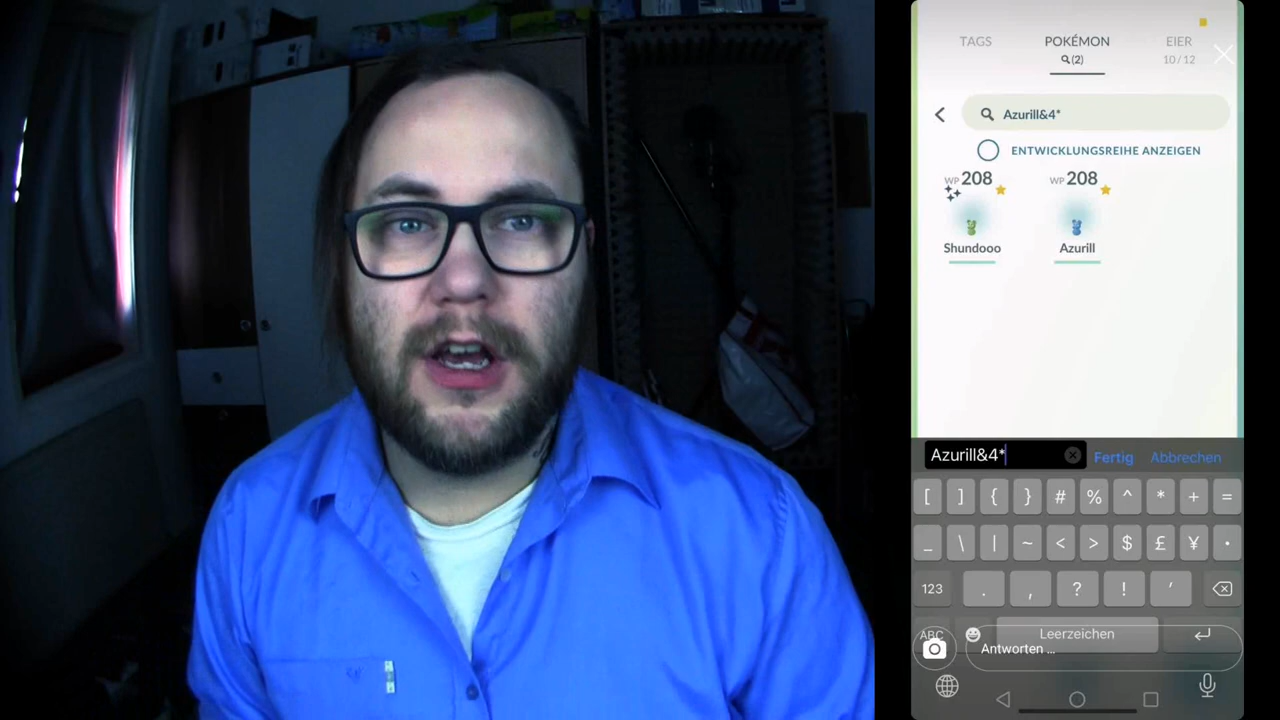 TAGS
POKÉMON
(2)
EIER
10 / 12
Azurill&4*
ENTWICKLUNGSREIHE ANZEIGEN
WP 208
WP 208
Shundooo
Azurill
Azurill&4*
Fertig
Abbrechen
[ ] { } # % ^ * + =
_ \ | ~ < > $ £ ¥ •
123 . , ? ! ′
ABC
Leerzeichen
Antworten ...